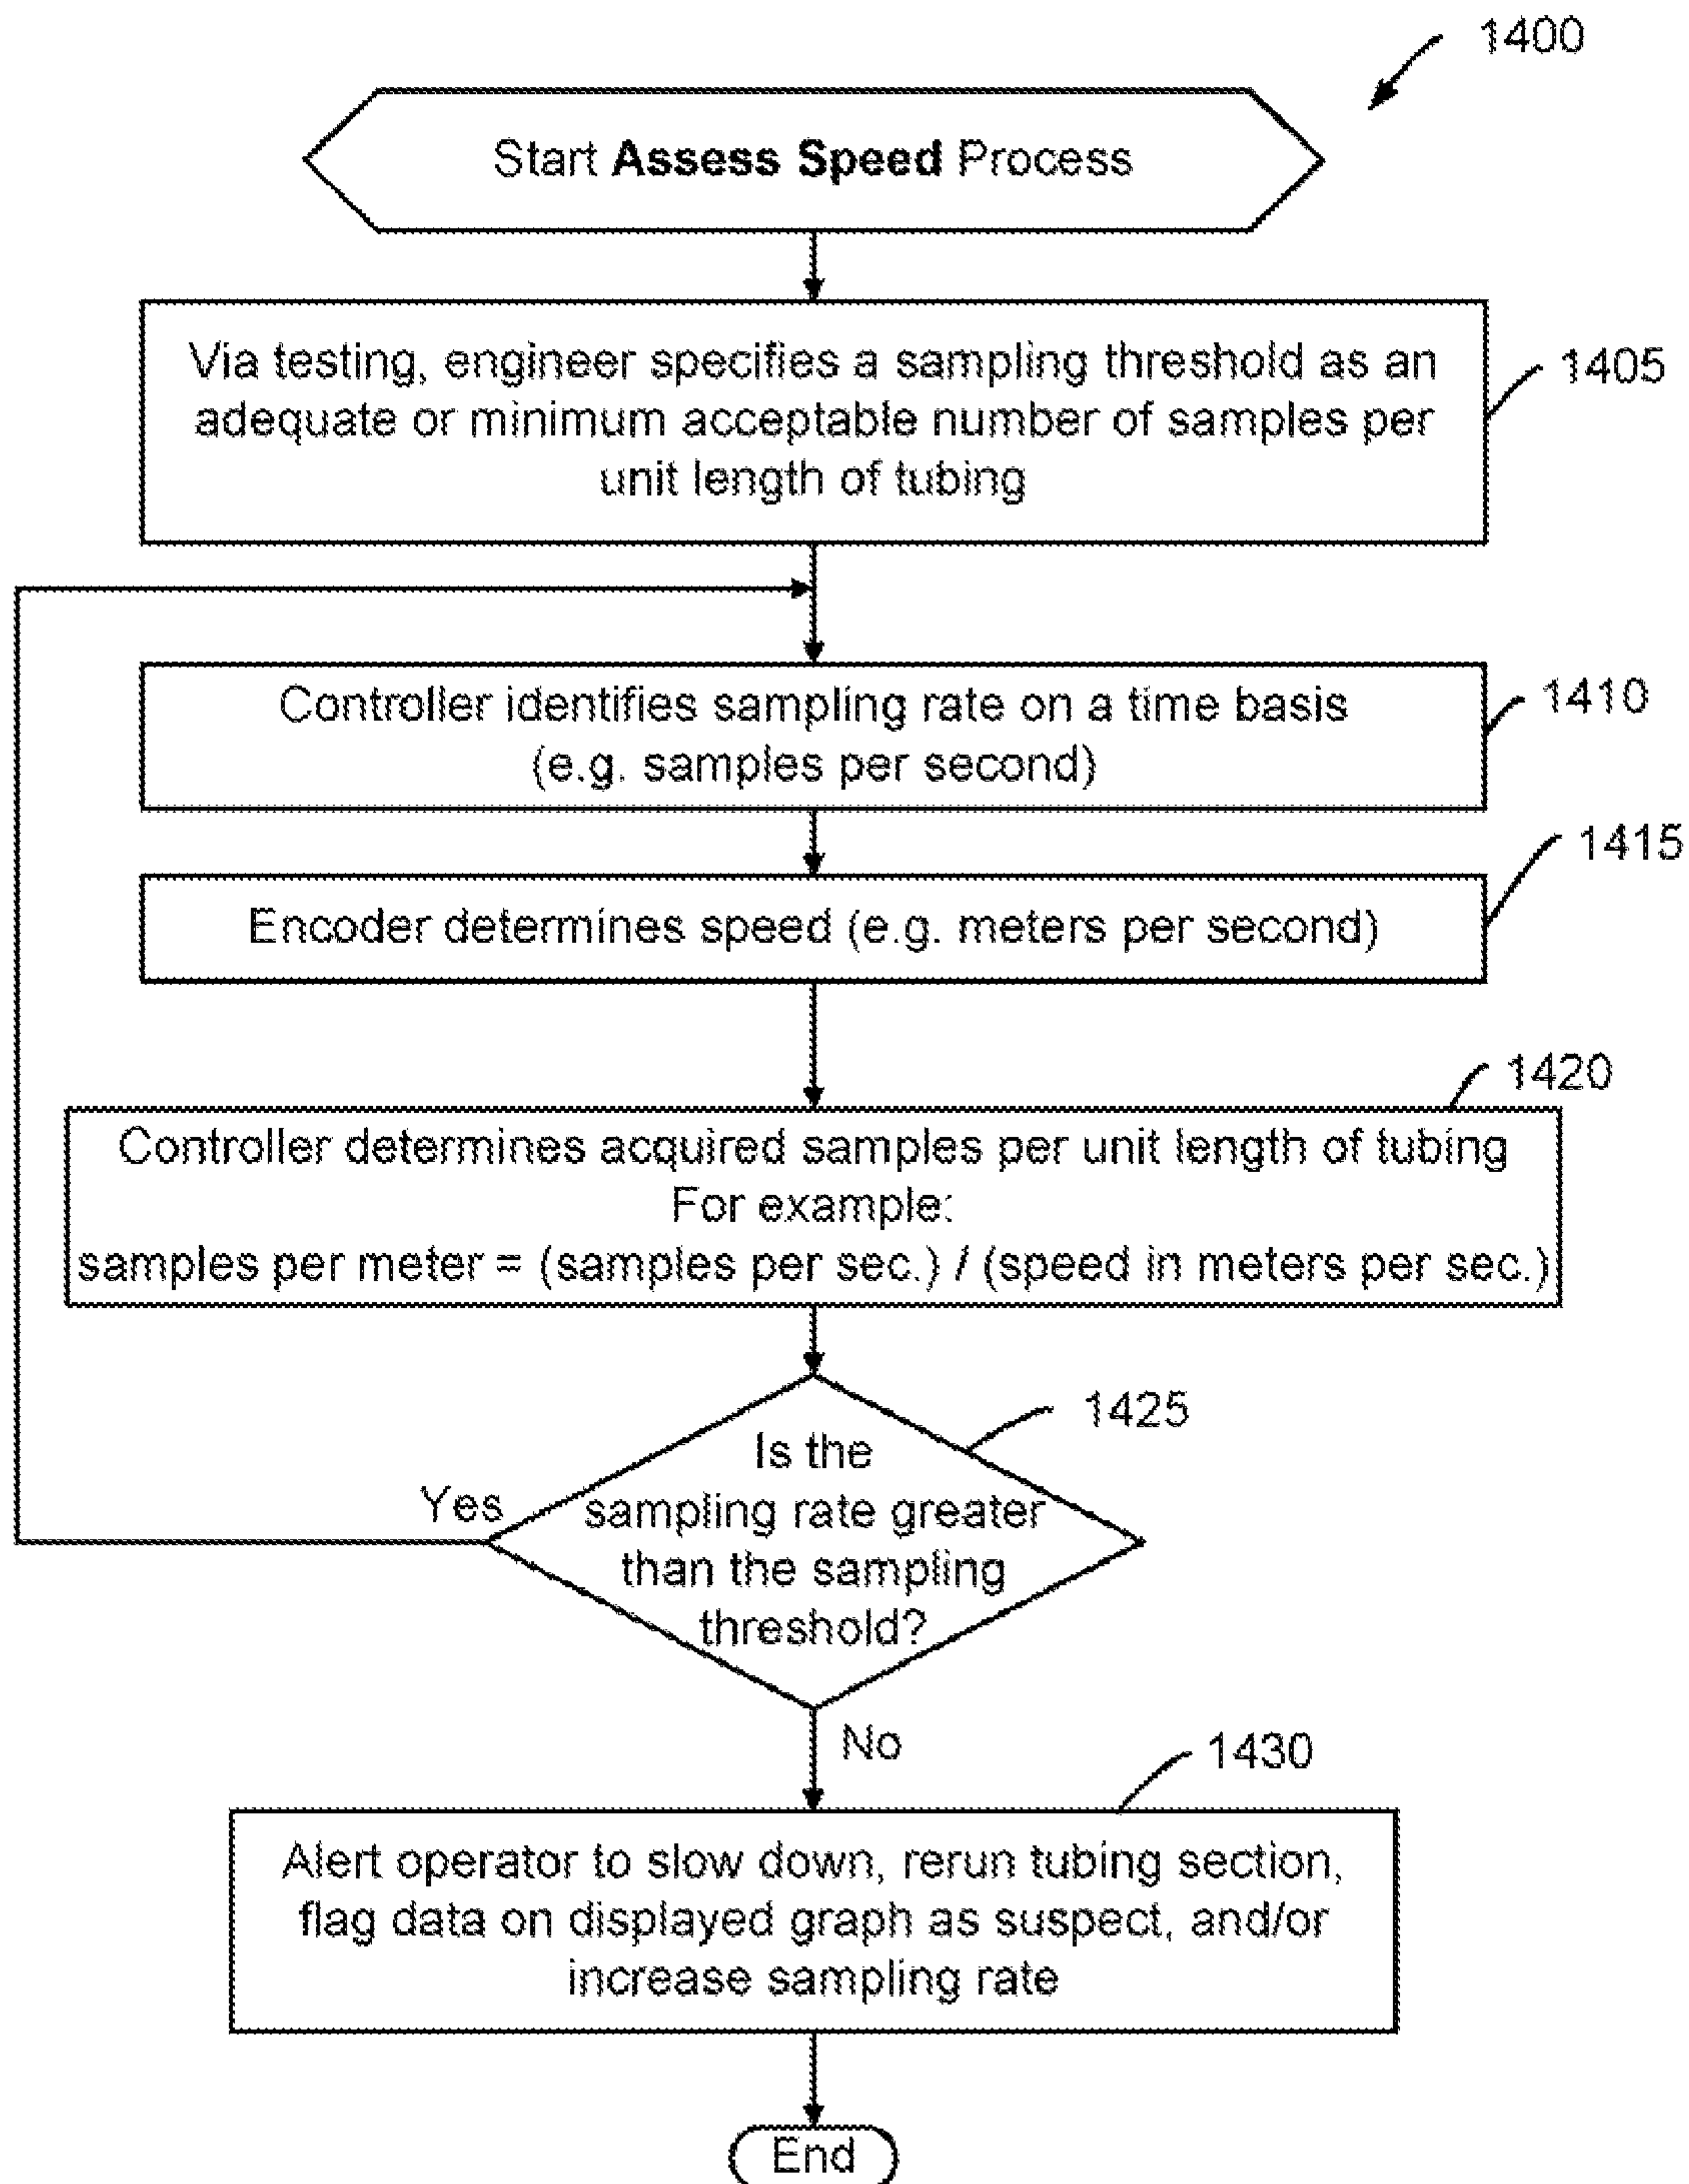 1400
Start Assess Speed Process
Via testing, engineer specifies a sampling threshold as an
adequate or minimum acceptable number of samples per
unit length of tubing
1405
Controller identifies sampling rate on a time basis
(e.g. samples per second)
1410
Encoder determines speed (e.g. meters per second)
1415
1420
Controller determines acquired samples per unit length of tubing
For example:
samples per meter = (samples per sec.) / (speed in meters per sec.)
1425
Is the
sampling rate greater
than the sampling
threshold?
Yes
No
1430
Alert operator to slow down, rerun tubing section,
flag data on displayed graph as suspect, and/or
increase sampling rate
End